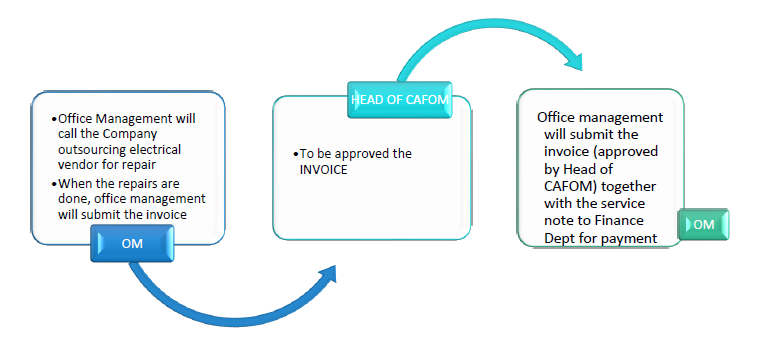 •Office Management will
call the Company
outsourcing electrical
vendor for repair
•When the repairs are
done, office management
will submit the invoice
OM
HEAD OF CAFOM
•To be approved the
INVOICE
Office management
will submit the
invoice (approved
by Head of
CAFOM) together
with the service
note to Finance
Dept for payment
OM